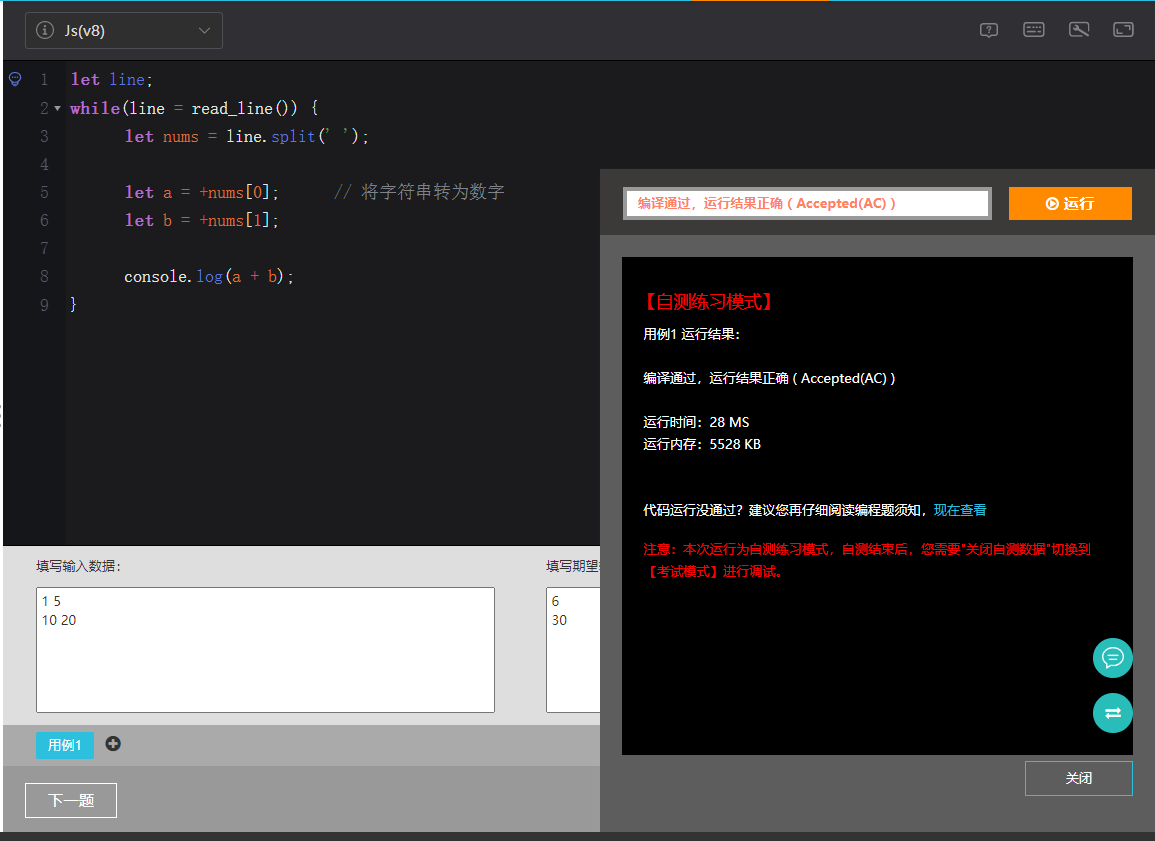 Js(v8)
1 let line;
2 while(line = read_line()) {
3 let nums = line.split(' ');
4
5 let a = +nums[0]; // 将字符串转为数字
6 let b = +nums[1];
7
8 console.log(a + b);
9 }
编译通过，运行结果正确 ( Accepted(AC) )
运行
【自测练习模式】
用例1 运行结果：
编译通过，运行结果正确 ( Accepted(AC) )
运行时间：28 MS
运行内存：5528 KB
代码运行没通过？建议您再仔细阅读编程题须知，现在查看
注意：本次运行为自测练习模式，自测结束后，您需要"关闭自测数据"切换到
【考试模式】进行调试。
关闭
填写输入数据：
1 5
10 20
填写期望
6
30
用例1
下一题